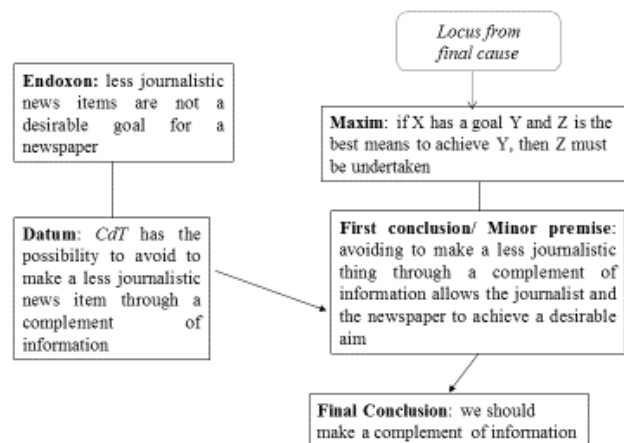 Locus from
final cause
Endoxon: less journalistic
news items are not a
desirable goal for a
newspaper
Maxim: if X has a goal Y and Z is the
best means to achieve Y, then Z must
be undertaken
Datum: CdT has the
possibility to avoid to
make a less journalistic
news item through a
complement of
information
First conclusion/ Minor premise:
avoiding to make a less journalistic
thing through a complement of
information allows the journalist and
the newspaper to achieve a desirable
aim
Final Conclusion: we should
make a complement of information